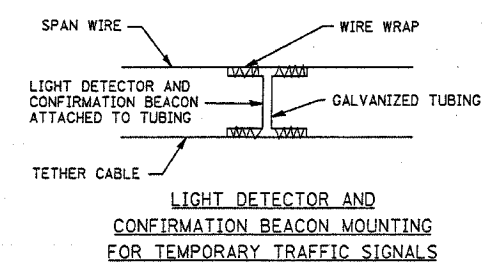 SPAN WIRE
WIRE WRAP
LIGHT DETECTOR AND
CONFIRMATION BEACON
ATTACHED TO TUBING
GALVANIZED TUBING
TETHER CABLE
LIGHT DETECTOR AND
CONFIRMATION BEACON MOUNTING
FOR TEMPORARY TRAFFIC SIGNALS